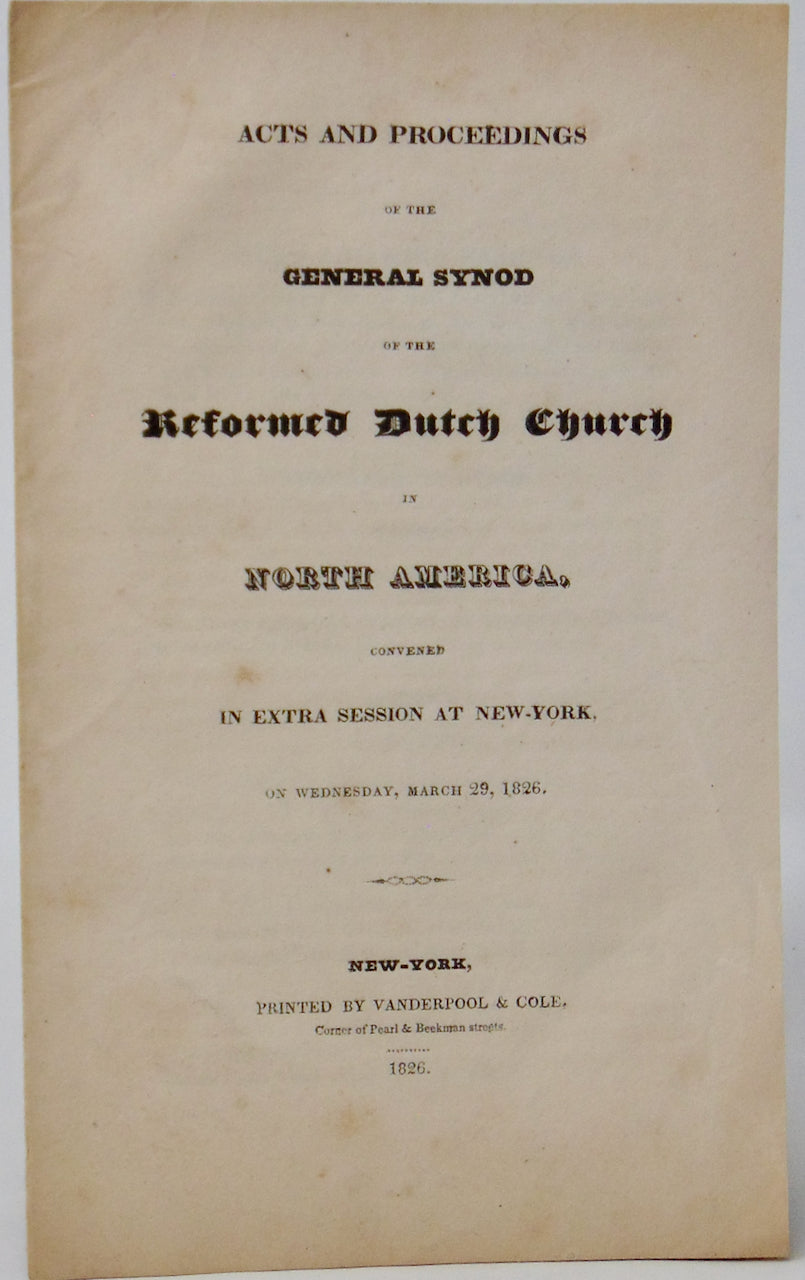 ACTS AND PROCEEDINGS
OF THE
GENERAL SYNOD
OF THE
Reformed Dutch Church
IN
NORTH AMERICA,
CONVENED
IN EXTRA SESSION AT NEW-YORK,
ON WEDNESDAY, MARCH 29, 1826.
NEW-YORK,
PRINTED BY VANDERPOOL & COLE,
Corner of Pearl & Beekman streets.
1826.